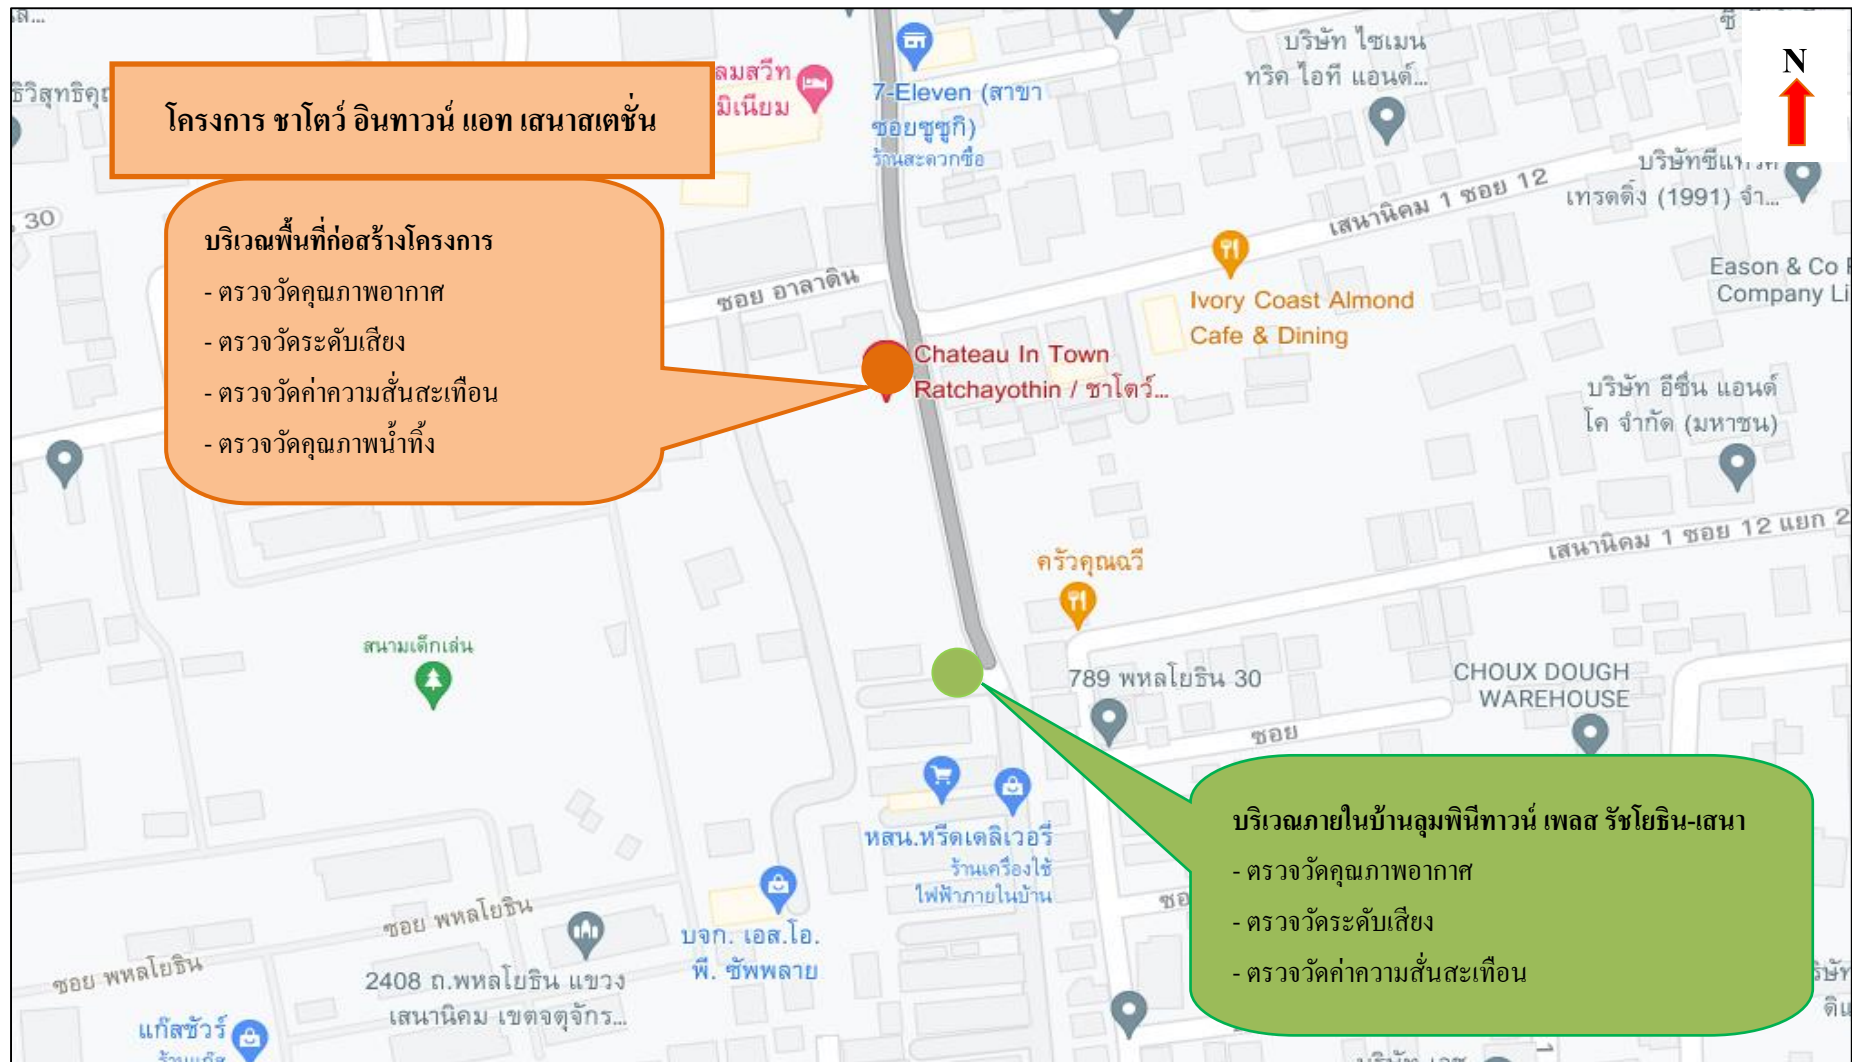 N
โครงการ ชาโตว์ อินทาวน์ แอท เสนาสเตชั่น
บริเวณพื้นที่ก่อสร้างโครงการ
- ตรวจวัดคุณภาพอากาศ
- ตรวจวัดระดับเสียง
- ตรวจวัดค่าความสั่นสะเทือน
- ตรวจวัดคุณภาพน้ำทิ้ง
30
ลมสวีท
มิเนียม
7-Eleven (สาขา
ซอยซูซูกิ)
ร้านสะดวกซื้อ
บริษัท ไซเมน
ทริค ไอที แอนด์...
เทรดดิ้ง (1991) จำ...
เสนานิคม 1 ซอย 12
ซอย อาลาดิน
Ivory Coast Almond
Cafe & Dining
Eason & Co
Company Li
Chateau In Town
Ratchayothin / ชาโตว์...
บริษัท อีซึ่น แอนด์
โค จำกัด (มหาชน)
เสนานิคม 1 ซอย 12 แยก 2
ครัวคุณฉวี
สนามเด็กเล่น
789 พหลโยธิน 30
CHOUX DOUGH
WAREHOUSE
ซอย
หสน.ทรีดเดลิเวอรี่
ร้านเครื่องใช้
ไฟฟ้าภายในบ้าน
บริเวณภายในบ้านลุมพินีทาวน์ เพลส รัชโยธิน-เสนา
- ตรวจวัดคุณภาพอากาศ
- ตรวจวัดระดับเสียง
- ตรวจวัดค่าความสั่นสะเทือน
ซอย พหลโยธิน
บจก. เอส.โอ.
พี. ซัพพลาย
ซอย พหลโยธิน
2408 ถ.พหลโยธิน แขวง
เสนานิคม เขตจตุจักร...
แก๊สชัวร์